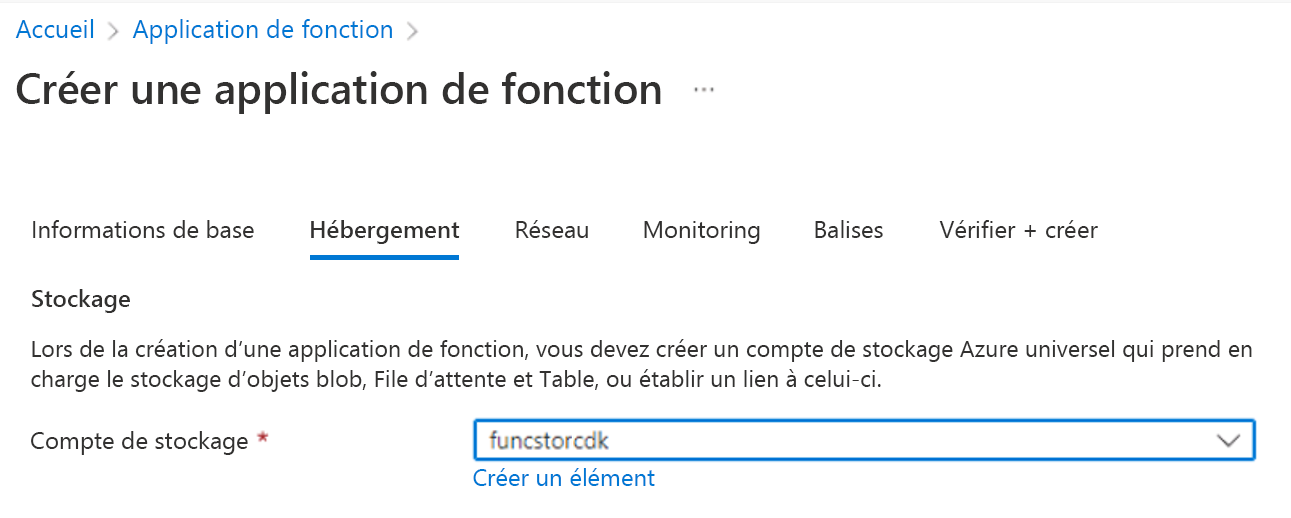 Accueil > Application de fonction >
Créer une application de fonction ...
Informations de base Hébergement Réseau Monitoring Balises Vérifier + créer
Stockage
Lors de la création d’une application de fonction, vous devez créer un compte de stockage Azure universel qui prend en
charge le stockage d’objets blob, File d’attente et Table, ou établir un lien à celui-ci.
Compte de stockage * funcstorcdk
Créer un élément